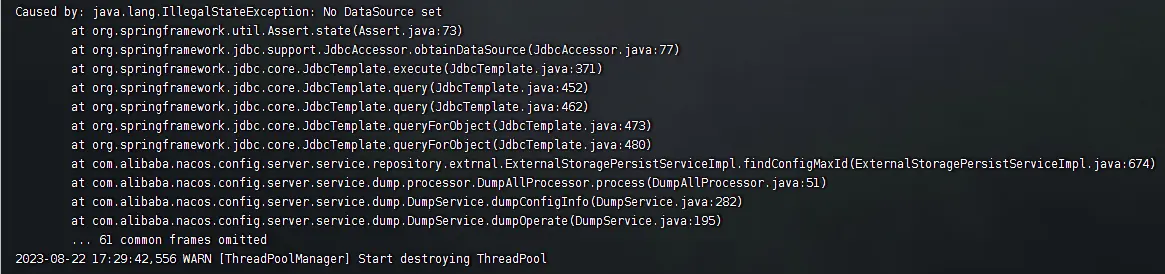 Caused by: java.lang.IllegalStateException: No DataSource set
at org.springframework.util.Assert.state(Assert.java:73)
at org.springframework.jdbc.support.JdbcAccessor.obtainDataSource(JdbcAccessor.java:77)
at org.springframework.jdbc.core.JdbcTemplate.execute(JdbcTemplate.java:371)
at org.springframework.jdbc.core.JdbcTemplate.query(JdbcTemplate.java:452)
at org.springframework.jdbc.core.JdbcTemplate.query(JdbcTemplate.java:462)
at org.springframework.jdbc.core.JdbcTemplate.queryForObject(JdbcTemplate.java:473)
at org.springframework.jdbc.core.JdbcTemplate.queryForObject(JdbcTemplate.java:480)
at com.alibaba.nacos.config.server.service.repository.extrnal.ExternalStoragePersistServiceImpl.findConfigMaxId(ExternalStoragePersistServiceImpl.java:674)
at com.alibaba.nacos.config.server.service.dump.processor.DumpAllProcessor.process(DumpAllProcessor.java:51)
at com.alibaba.nacos.config.server.service.dump.DumpService.dumpConfigInfo(DumpService.java:282)
at com.alibaba.nacos.config.server.service.dump.DumpService.dumpOperate(DumpService.java:195)
... 61 common frames omitted
2023-08-22 17:29:42,556 WARN [ThreadPoolManager] Start destroying ThreadPool